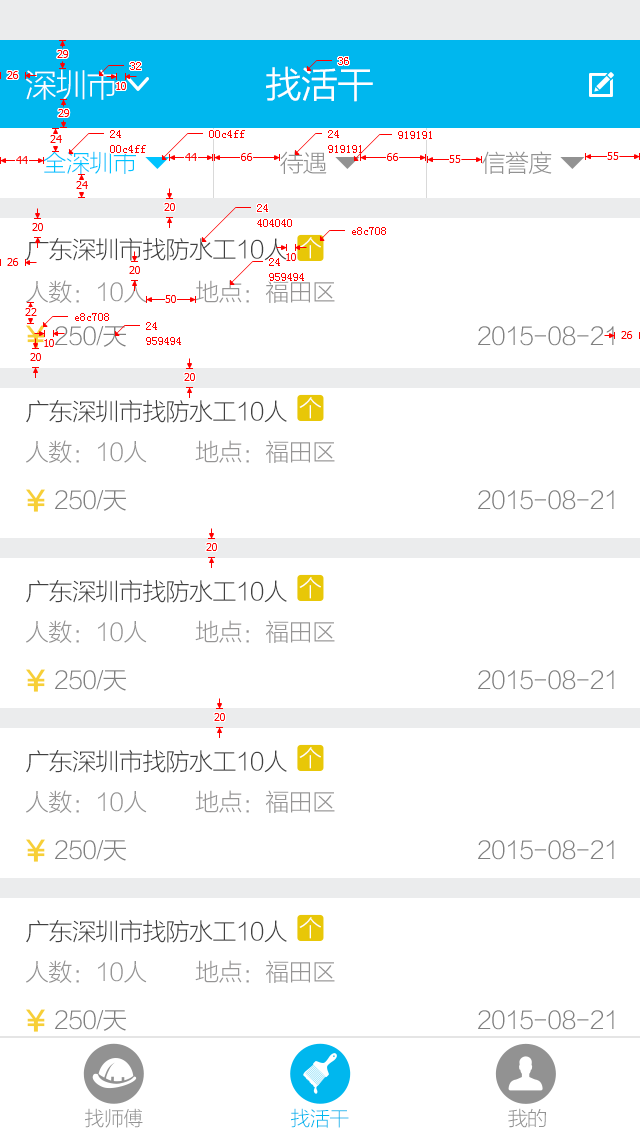 29
26 深圳市 32 10 找活干 36
29
24 24 00c4ff 24 919191
00c4ff 919191
44 全深圳市 44 66 待遇 66 55 信誉度 55
24
20 24
404040
20 广东深圳市找防水工10人 10 个 e8c708
26 20 24
959494
人数：10人 50 地点：福田区
22 e8c708 24
959494
¥ 10 250/天 2015-08-21 26
20
20
广东深圳市找防水工10人 个
人数：10人 地点：福田区
¥ 250/天 2015-08-21
20
广东深圳市找防水工10人 个
人数：10人 地点：福田区
¥ 250/天 2015-08-21
20
广东深圳市找防水工10人 个
人数：10人 地点：福田区
¥ 250/天 2015-08-21
广东深圳市找防水工10人 个
人数：10人 地点：福田区
¥ 250/天 2015-08-21
找师傅 找活干 我的